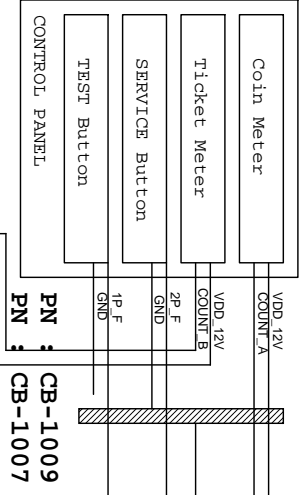 Coin Meter
VDD_12V
COUNT_A
Ticket Meter
VDD_12V
COUNT_B
SERVICE Button
2P_F
GND
TEST Button
1P_F
GND
CONTROL PANEL
PN : CB-1009
PN : CB-1007